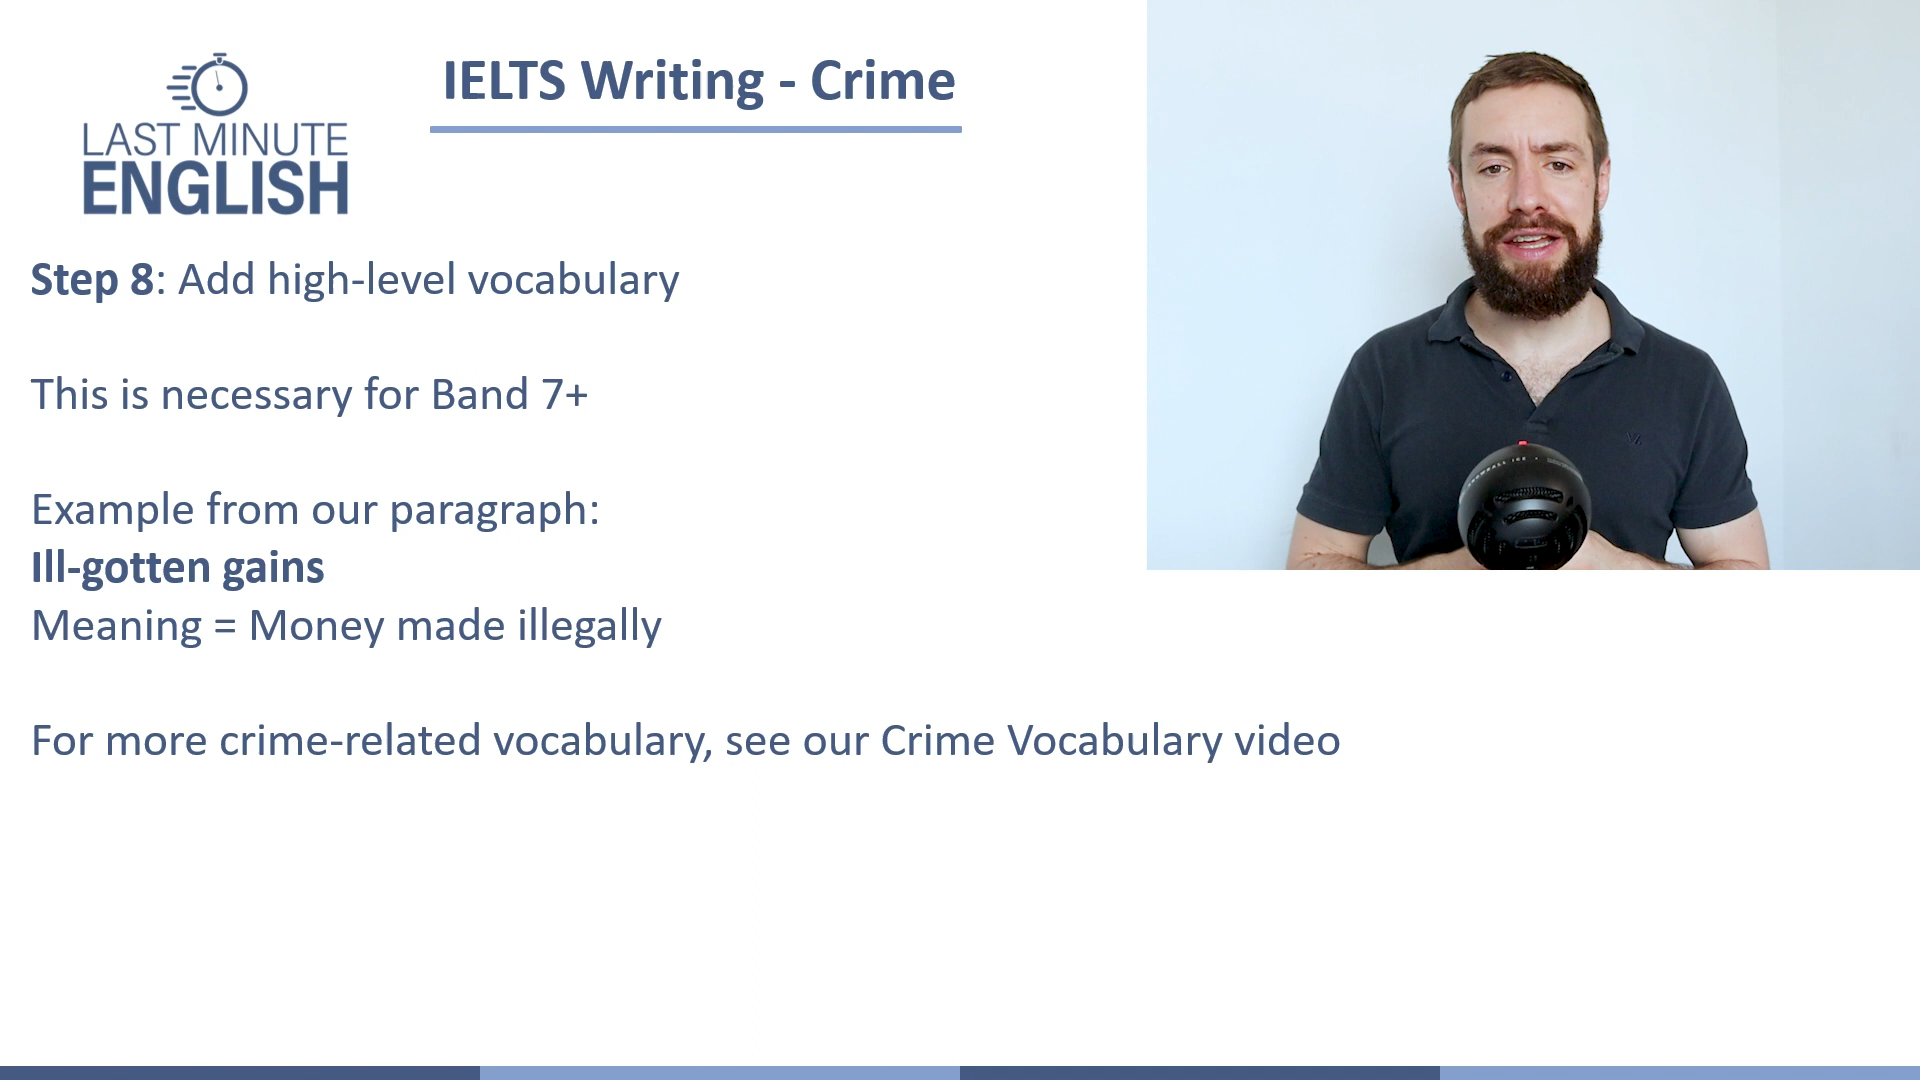 LAST MINUTE
ENGLISH
IELTS Writing - Crime
Step 8: Add high-level vocabulary
This is necessary for Band 7+
Example from our paragraph:
Ill-gotten gains
Meaning = Money made illegally
For more crime-related vocabulary, see our Crime Vocabulary video